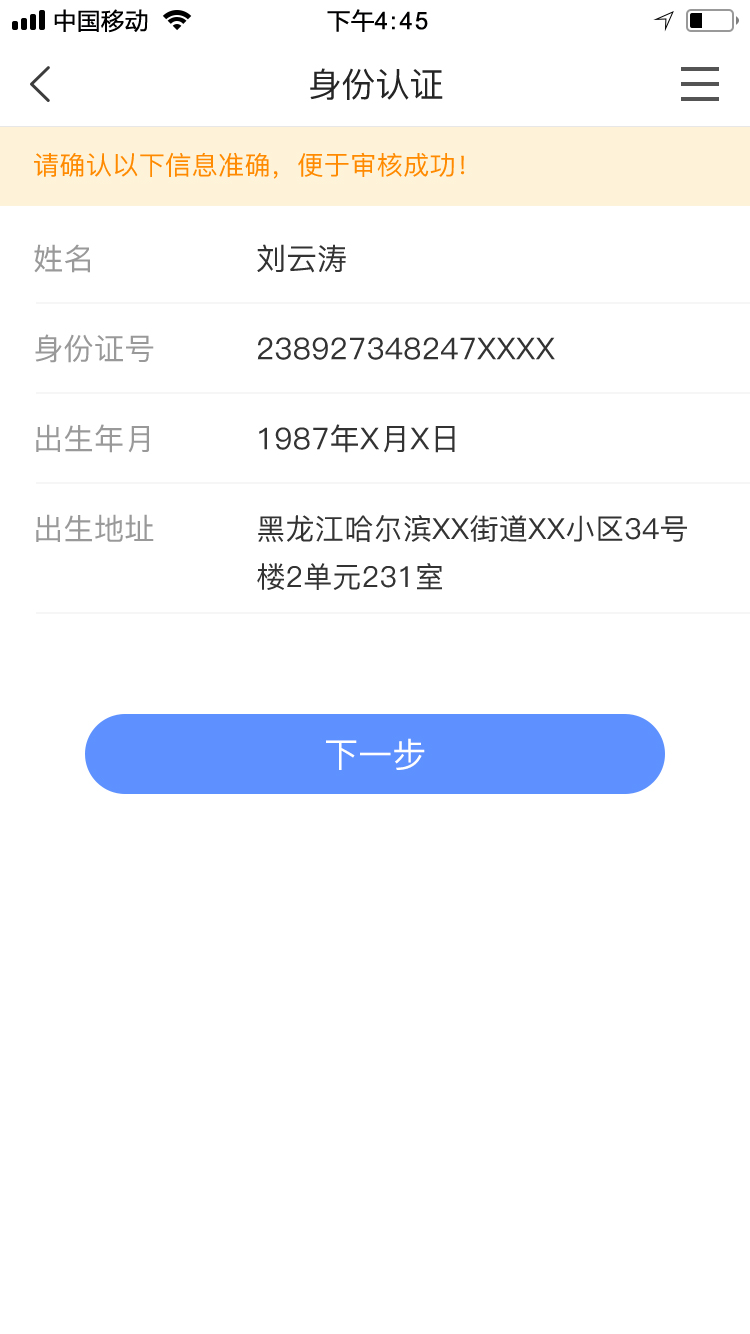 中国移动 下午4:45
身份认证
请确认以下信息准确，便于审核成功！
姓名 刘云涛
身份证号 238927348247XXXX
出生年月 1987年X月X日
出生地址 黑龙江哈尔滨XX街道XX小区34号
楼2单元231室
下一步